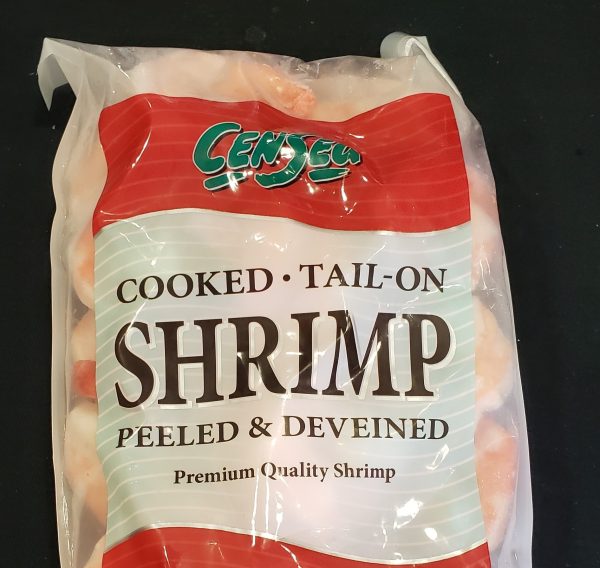 CenSea
COOKED • TAIL-ON
SHRIMP
PEELED & DEVEINED
Premium Quality Shrimp